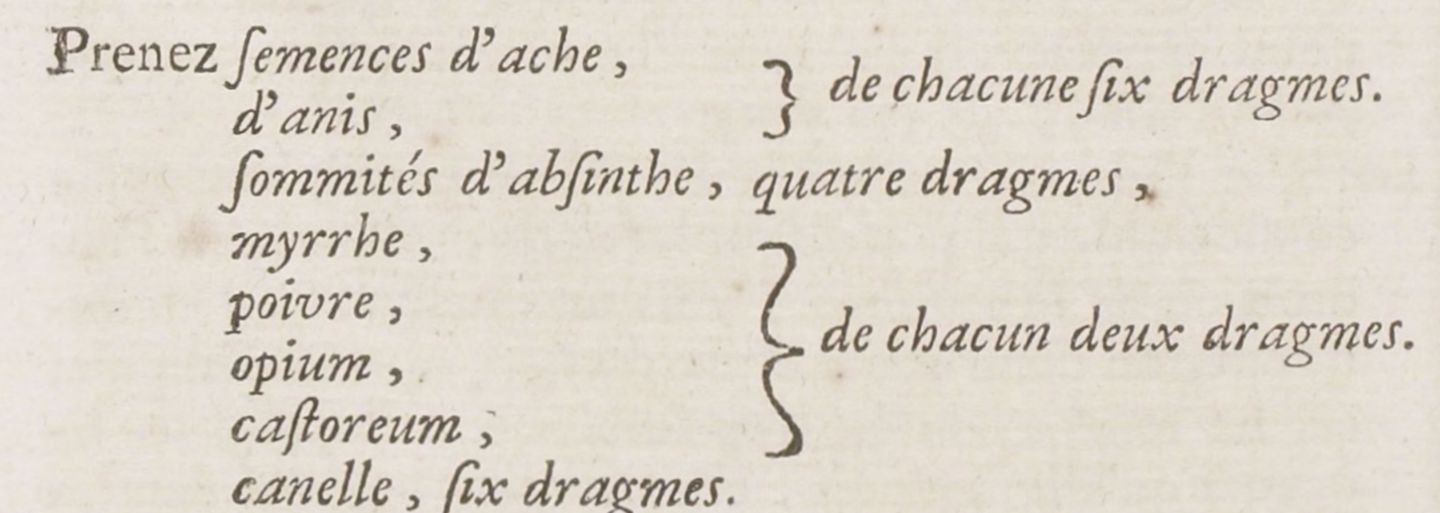 Prenez ſemences d'ache,
d'anis,
} de chacune ſix dragmes.
ſommités d'abſinthe, quatre dragmes,
myrrhe,
poivre,
opium,
caſtoreum,
} de chacun deux dragmes.
canelle, ſix dragmes.